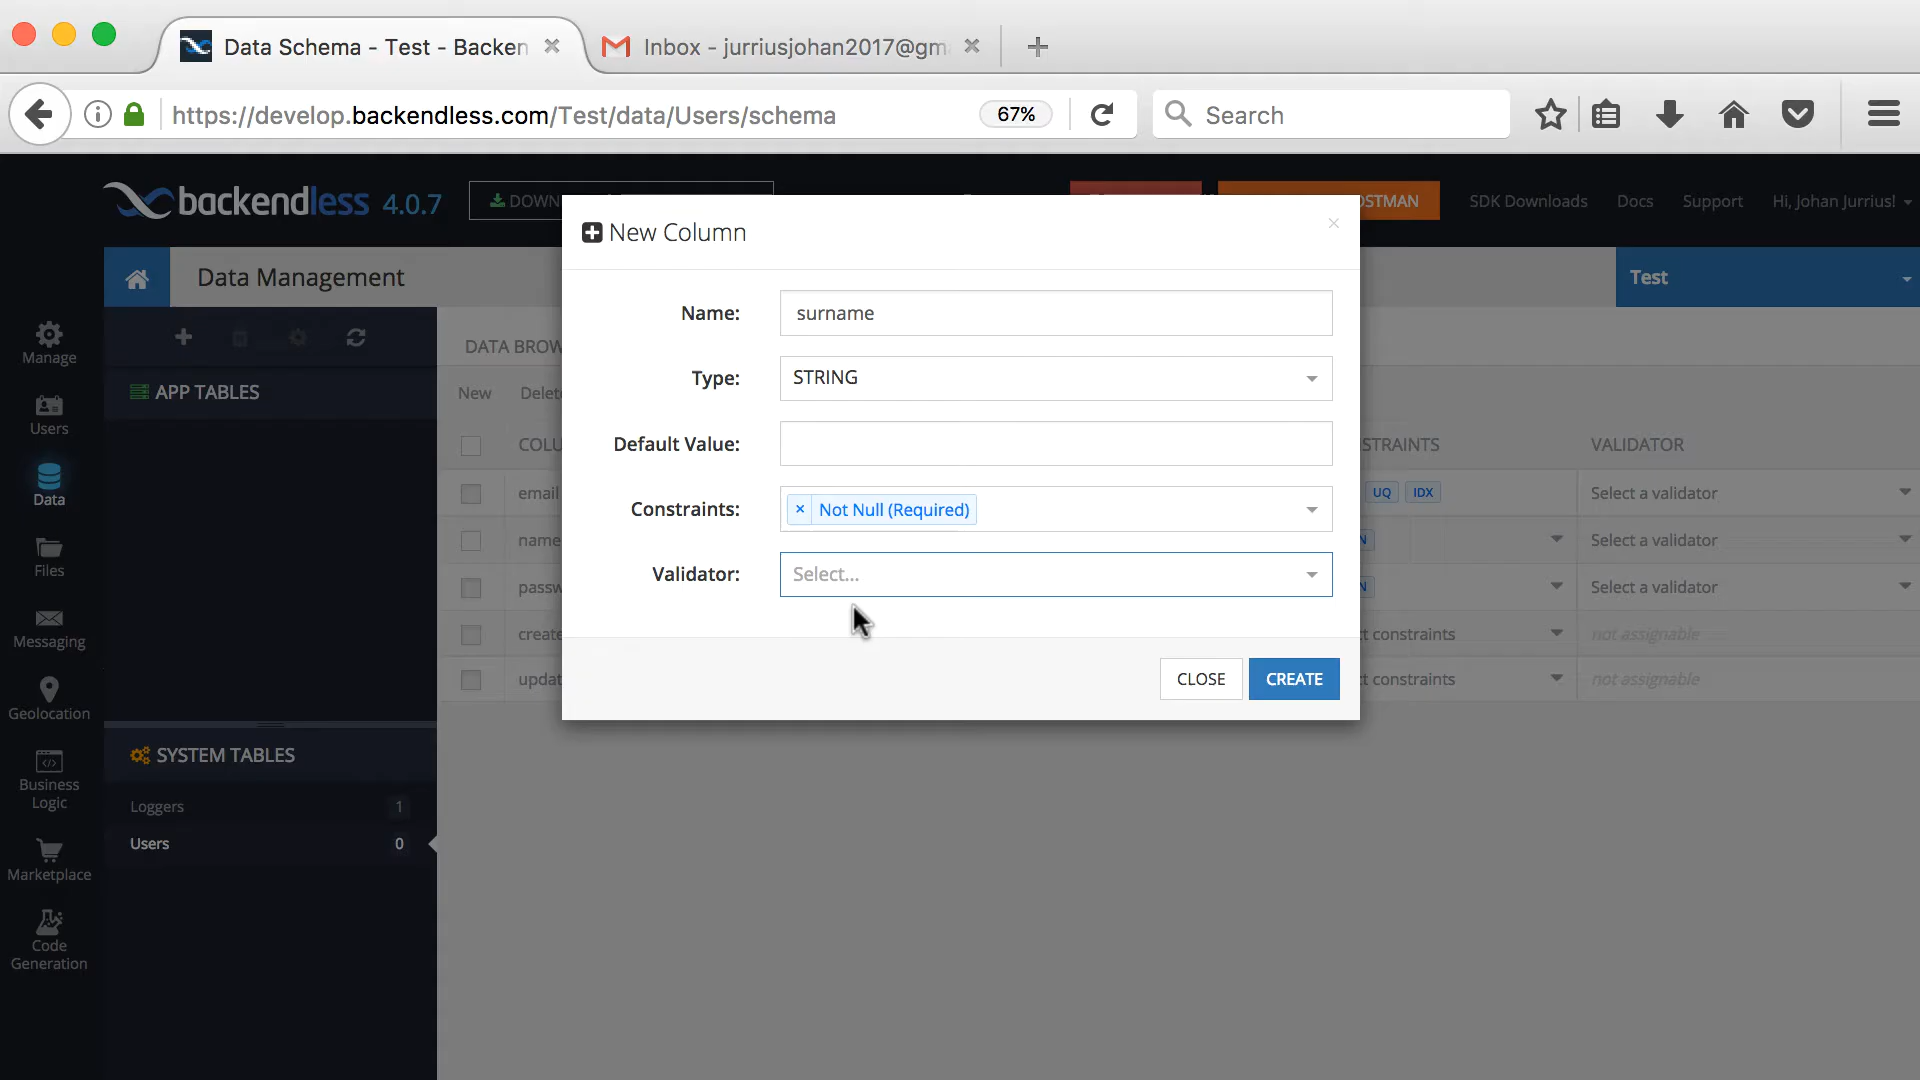 Data Schema - Test - Backen
Inbox - jurriusjohan2017@gm
https://develop.backendless.com/Test/data/Users/schema
67%
Search
backendless 4.0.7
DOWN
OSTMAN
SDK Downloads
Docs
Support
Hi, Johan Jurrius!
Data Management
Test
New Column
Name:
surname
Type:
STRING
Default Value:
Constraints:
× Not Null (Required)
Validator:
Select...
CLOSE
CREATE
Manage
Users
Data
Files
Messaging
Geolocation
Business
Logic
Marketplace
Code
Generation
APP TABLES
SYSTEM TABLES
Loggers 1
Users 0
DATA BROW
New
Delet
COLU
STRAINTS
VALIDATOR
email
UQ
IDX
Select a validator
name
N
Select a validator
passw
N
Select a validator
create
t constraints
not assignable
updat
t constraints
not assignable